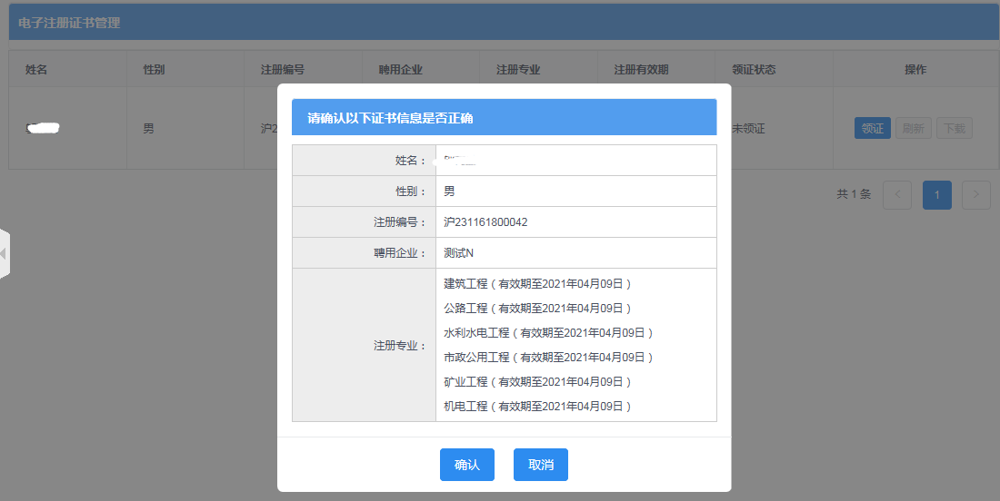 电子注册证书管理
姓名 性别 注册编号 聘用企业 注册专业 注册有效期 领证状态 操作
男 沪2 未领证 领证 刷新 下载
共 1 条 1
请确认以下证书信息是否正确
姓名：
性别： 男
注册编号： 沪231161800042
聘用企业： 测试N
注册专业：
建筑工程（有效期至2021年04月09日）
公路工程（有效期至2021年04月09日）
水利水电工程（有效期至2021年04月09日）
市政公用工程（有效期至2021年04月09日）
矿业工程（有效期至2021年04月09日）
机电工程（有效期至2021年04月09日）
确认 取消